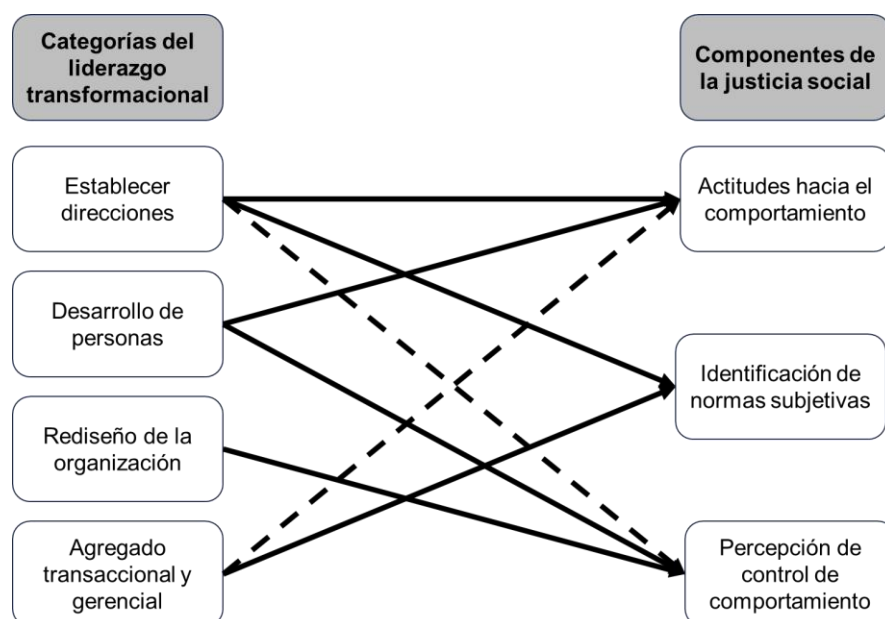 Categorías del
liderazgo
transformacional
Componentes de
la justicia social
Establecer
direcciones
Actitudes hacia el
comportamiento
Desarrollo de
personas
Identificación de
normas subjetivas
Rediseño de la
organización
Agregado
transaccional y
gerencial
Percepción de
control de
comportamiento